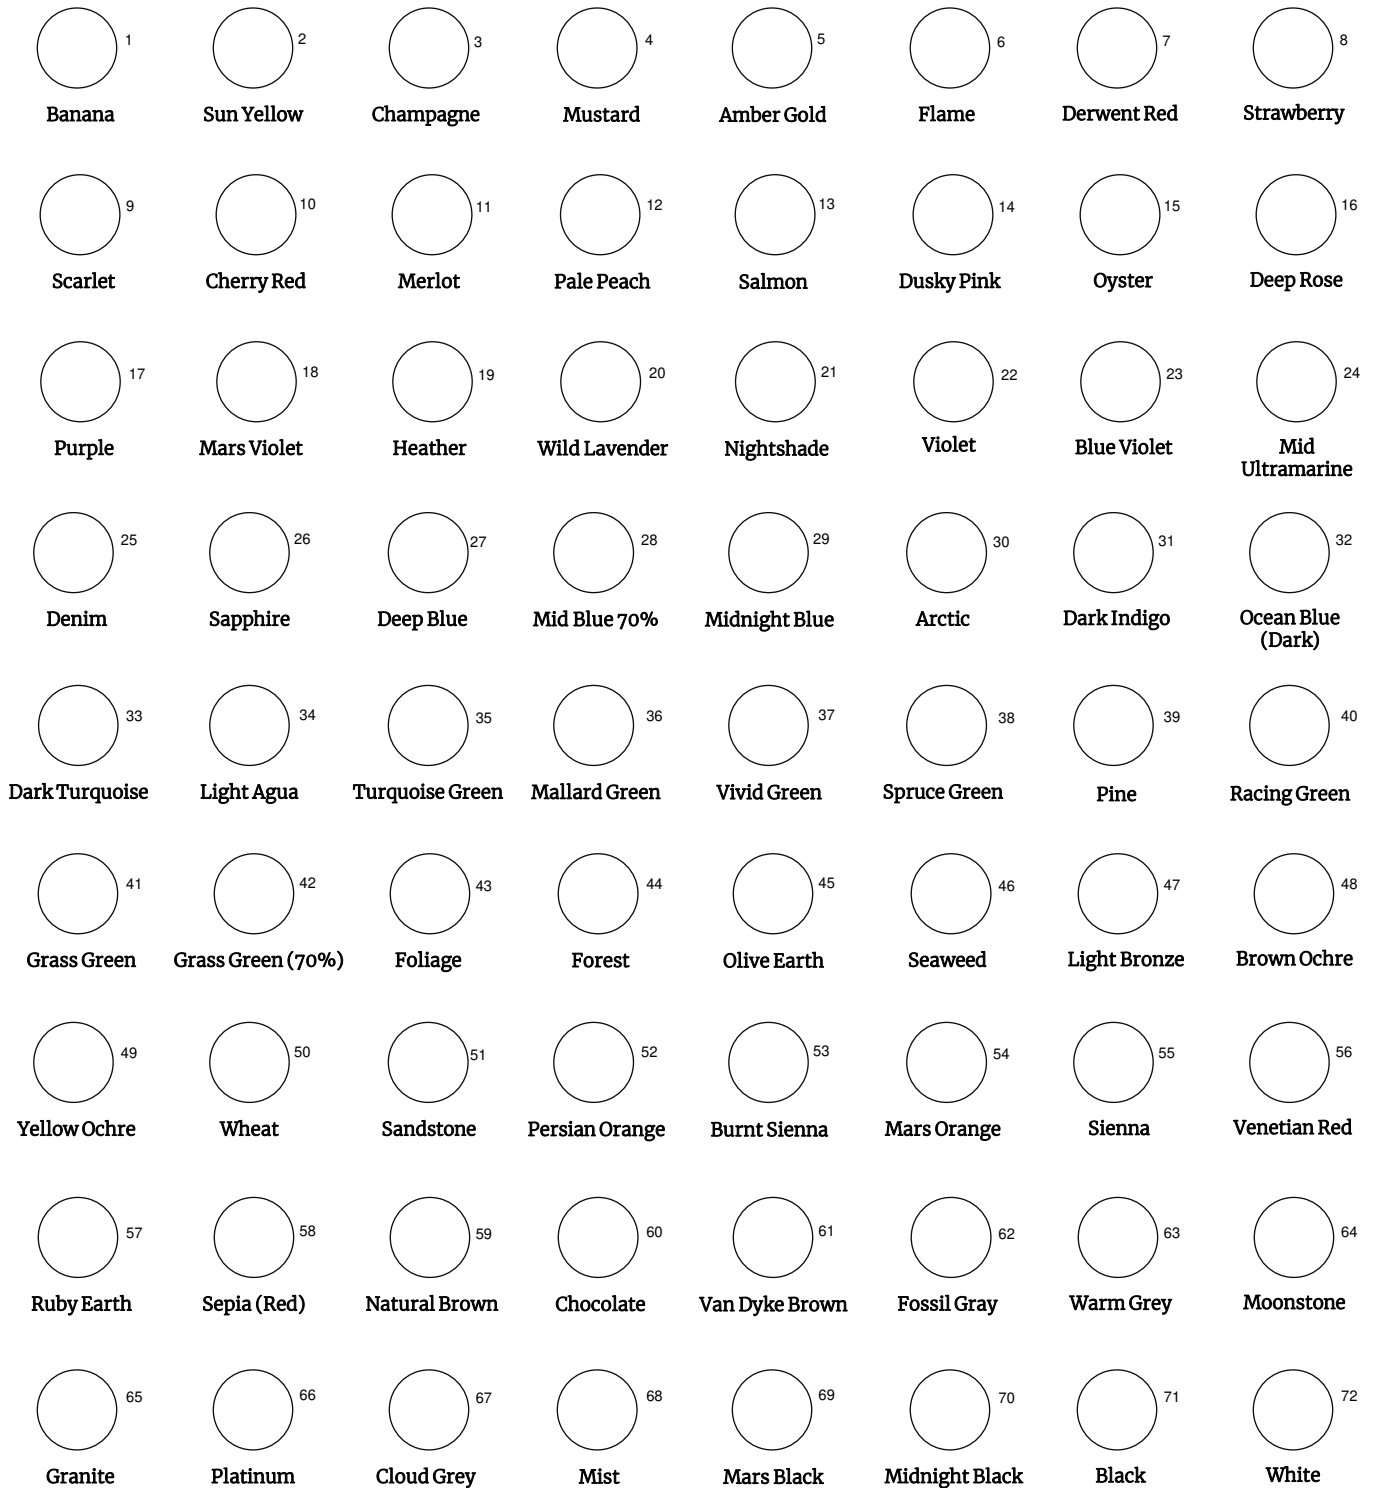 1 2 3 4 5 6 7 8
Banana Sun Yellow Champagne Mustard Amber Gold Flame Derwent Red Strawberry
9 10 11 12 13 14 15 16
Scarlet Cherry Red Merlot Pale Peach Salmon Dusky Pink Oyster Deep Rose
17 18 19 20 21 22 23 24
Purple Mars Violet Heather Wild Lavender Nightshade Violet Blue Violet Mid
Ultramarine
25 26 27 28 29 30 31 32
Denim Sapphire Deep Blue Mid Blue 70% Midnight Blue Arctic Dark Indigo Ocean Blue
(Dark)
33 34 35 36 37 38 39 40
Dark Turquoise Light Agua Turquoise Green Mallard Green Vivid Green Spruce Green Pine Racing Green
41 42 43 44 45 46 47 48
Grass Green Grass Green (70%) Foliage Forest Olive Earth Seaweed Light Bronze Brown Ochre
49 50 51 52 53 54 55 56
Yellow Ochre Wheat Sandstone Persian Orange Burnt Sienna Mars Orange Sienna Venetian Red
57 58 59 60 61 62 63 64
Ruby Earth Sepia (Red) Natural Brown Chocolate Van Dyke Brown Fossil Gray Warm Grey Moonstone
65 66 67 68 69 70 71 72
Granite Platinum Cloud Grey Mist Mars Black Midnight Black Black White